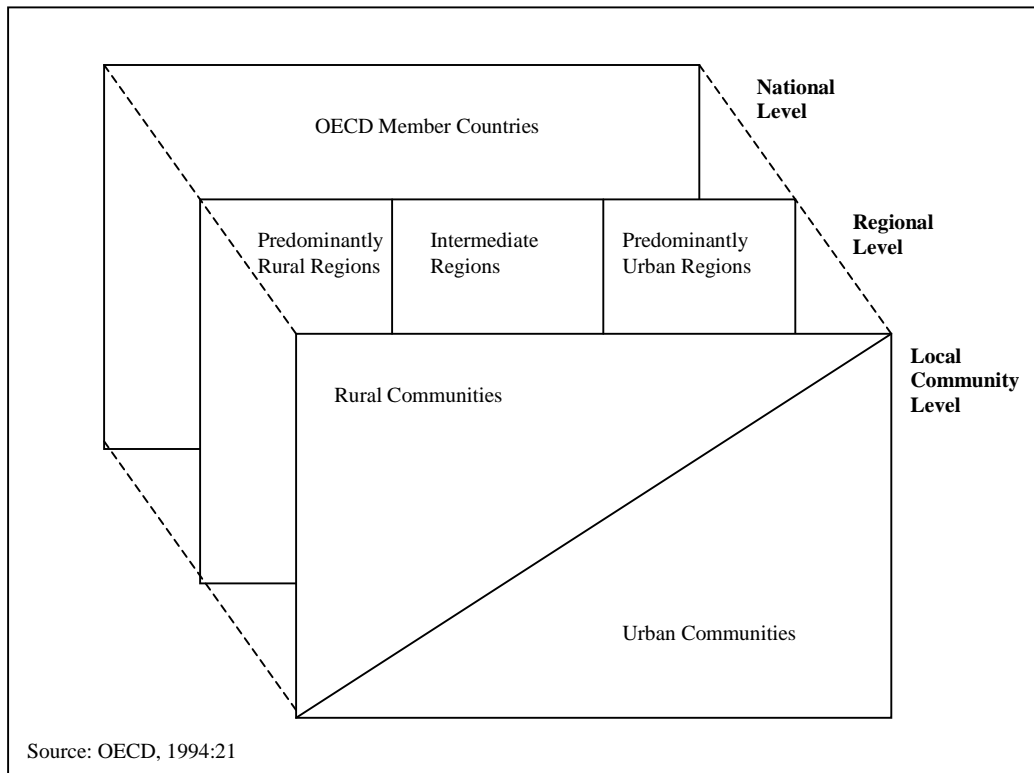 National
Level
OECD Member Countries
Regional
Level
Predominantly
Rural Regions
Intermediate
Regions
Predominantly
Urban Regions
Local
Community
Level
Rural Communities
Urban Communities
Source: OECD, 1994:21